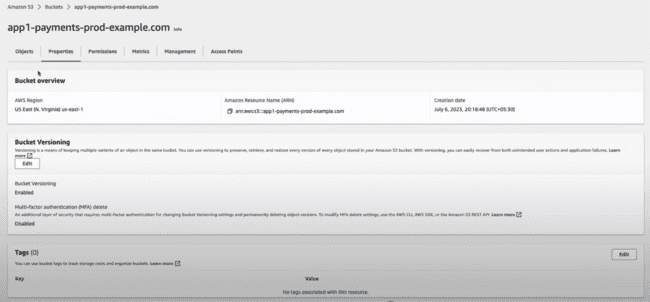 Amazon S3 > Buckets > app1-payments-prod-example.com
app1-payments-prod-example.com Info
Objects Properties Permissions Metrics Management Access Points
Bucket overview
AWS Region Amazon Resource Name (ARN) Creation date
US East (N. Virginia) us-east-1 arn:aws:s3:::app1-payments-prod-example.com July 6, 2023, 20:18:48 (UTC+05:30)
Bucket Versioning
Versioning is a means of keeping multiple variants of an object in the same bucket. You can use versioning to preserve, retrieve, and restore every version of every object stored in your Amazon S3 bucket. With versioning, you can easily recover from both unintended user actions and application failures. Learn
more
Edit
Bucket Versioning
Enabled
Multi-factor authentication (MFA) delete
An additional layer of security that requires multi-factor authentication for changing Bucket Versioning settings and permanently deleting object versions. To modify MFA delete settings, use the AWS CLI, AWS SDK, or the Amazon S3 REST API. Learn more
Disabled
Tags (0) Edit
You can use bucket tags to track storage costs and organize buckets. Learn more
Key Value
No tags associated with this resource.